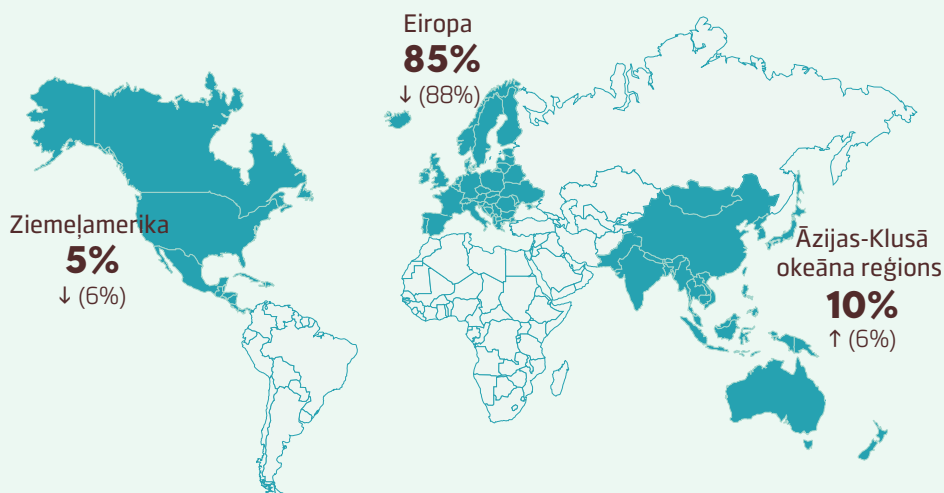 Eiropa
85%
↓ (88%)
Ziemeļamerika
5%
↓ (6%)
Āzijas-Klusā
okeāna reģions
10%
↑ (6%)